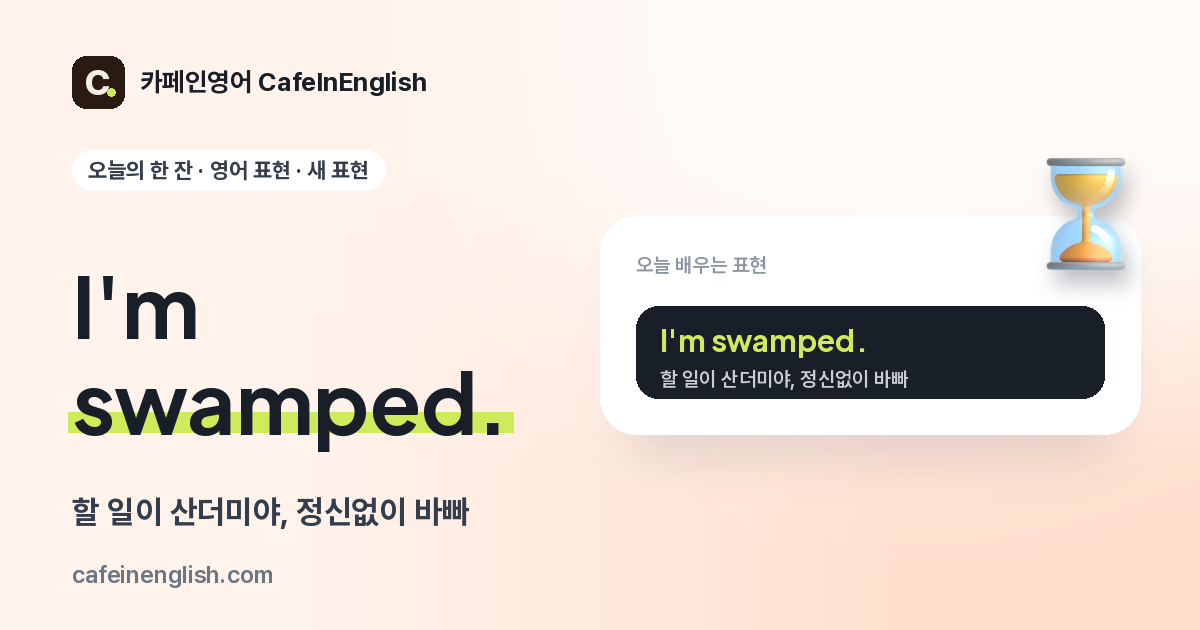 C.
카페인영어 CafeInEnglish
오늘의 한 잔 · 영어 표현 · 새 표현
I'm
swamped.
할 일이 산더미야, 정신없이 바빠
cafeinenglish.com
오늘 배우는 표현
I'm swamped.
할 일이 산더미야, 정신없이 바빠